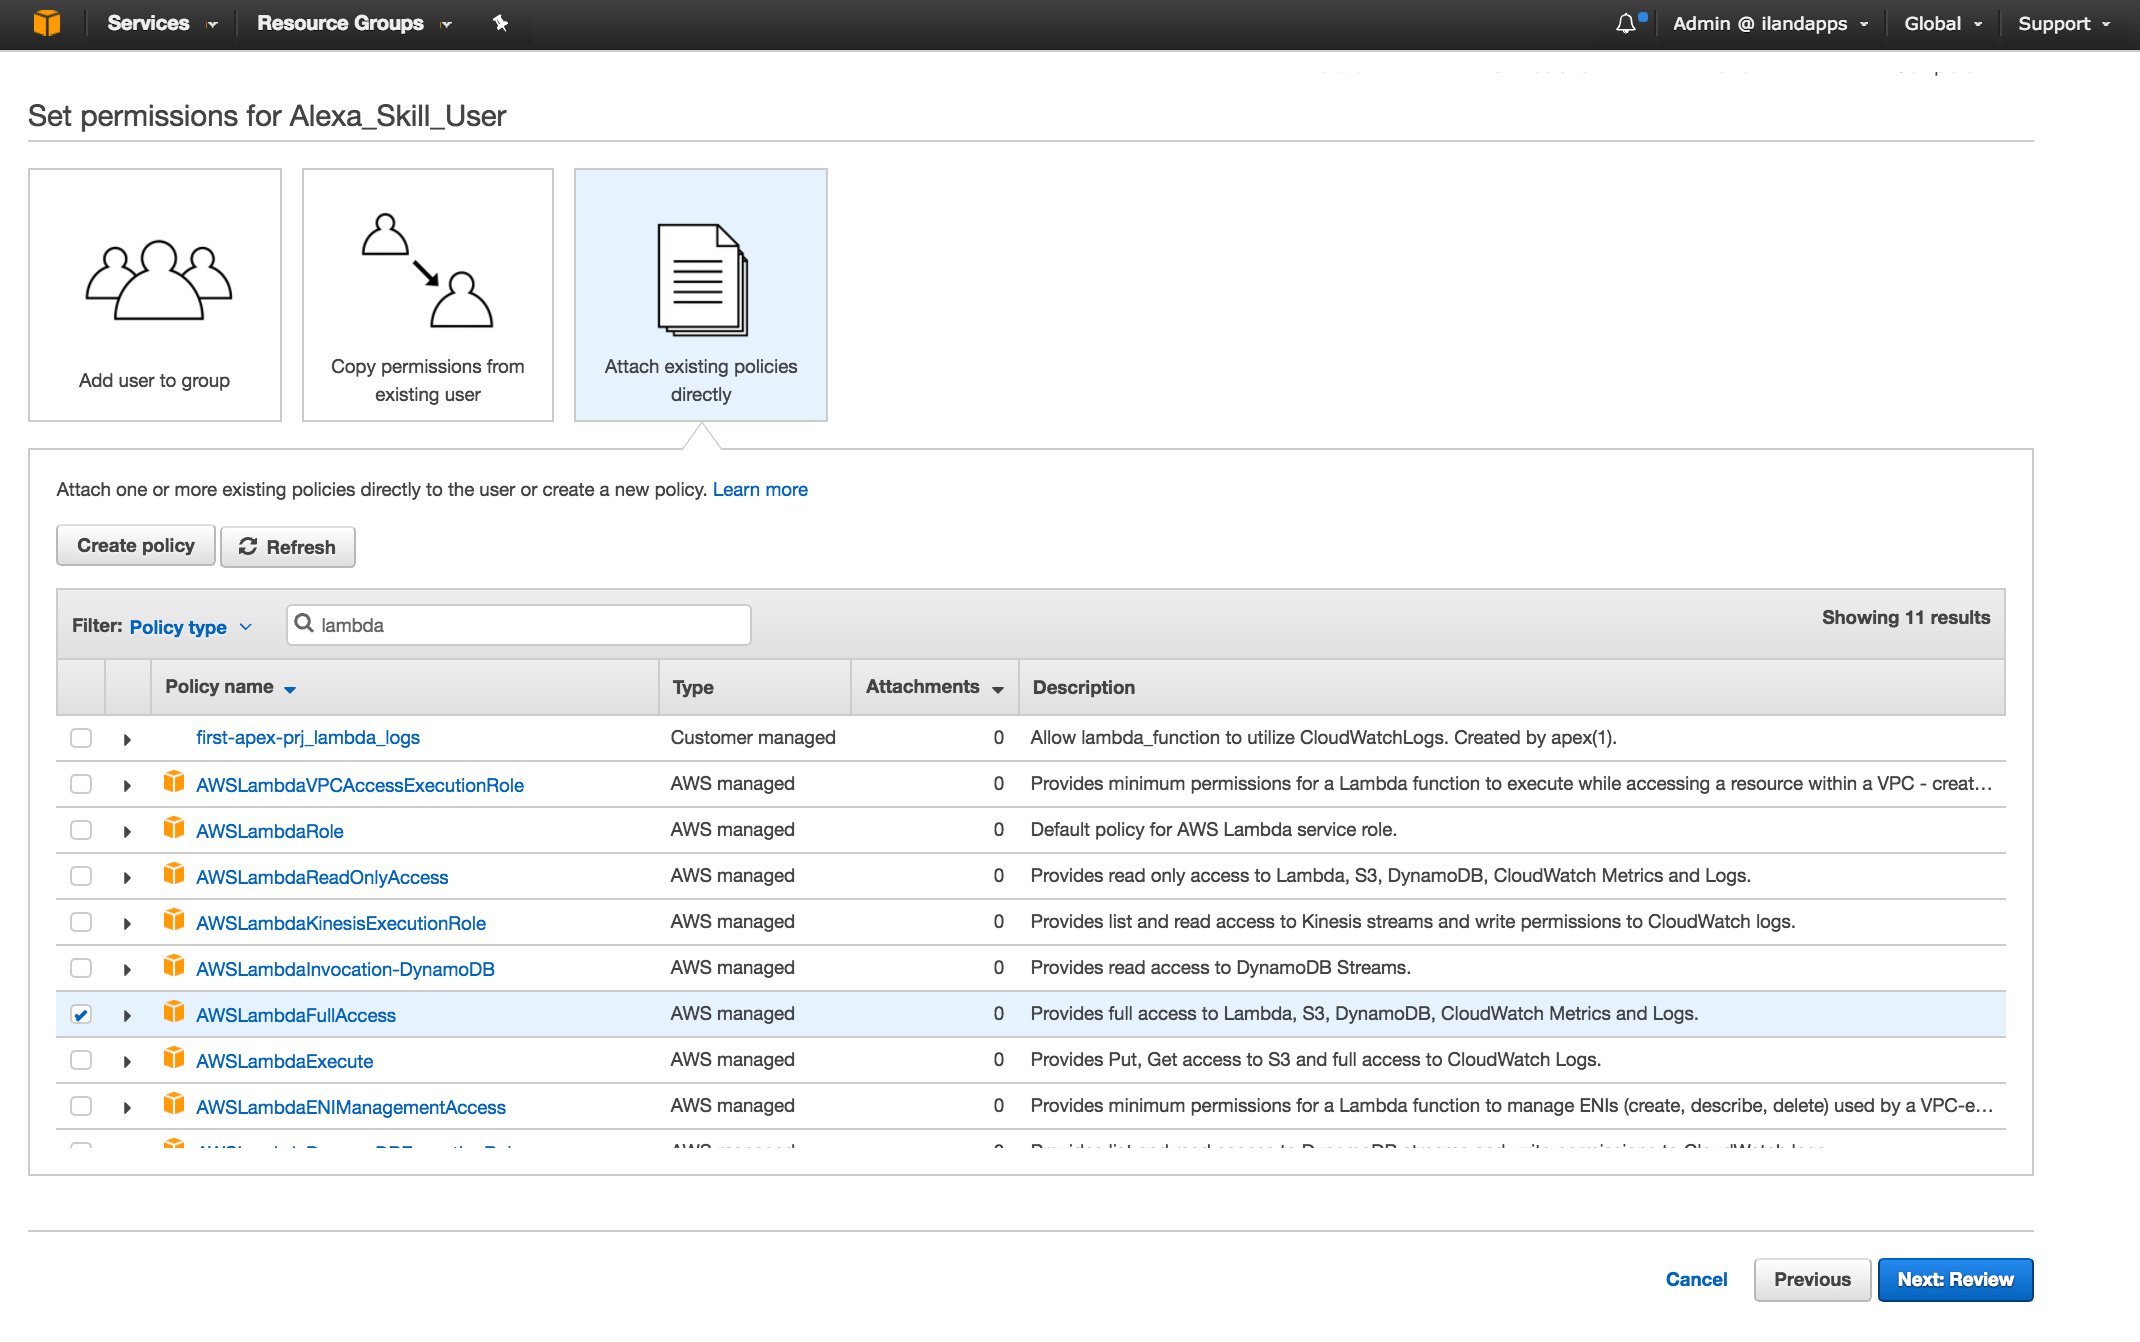 Services
Resource Groups
Admin @ ilandapps
Global
Support
Set permissions for Alexa_Skill_User
Add user to group
Copy permissions from
existing user
Attach existing policies
directly
Attach one or more existing policies directly to the user or create a new policy. Learn more
Create policy
Refresh
Filter: Policy type
lambda
Showing 11 results
Policy name Type Attachments Description
first-apex-prj_lambda_logs Customer managed 0 Allow lambda_function to utilize CloudWatchLogs. Created by apex(1).
AWSLambdaVPCAccessExecutionRole AWS managed 0 Provides minimum permissions for a Lambda function to execute while accessing a resource within a VPC - creat...
AWSLambdaRole AWS managed 0 Default policy for AWS Lambda service role.
AWSLambdaReadOnlyAccess AWS managed 0 Provides read only access to Lambda, S3, DynamoDB, CloudWatch Metrics and Logs.
AWSLambdaKinesisExecutionRole AWS managed 0 Provides list and read access to Kinesis streams and write permissions to CloudWatch logs.
AWSLambdaInvocation-DynamoDB AWS managed 0 Provides read access to DynamoDB Streams.
AWSLambdaFullAccess AWS managed 0 Provides full access to Lambda, S3, DynamoDB, CloudWatch Metrics and Logs.
AWSLambdaExecute AWS managed 0 Provides Put, Get access to S3 and full access to CloudWatch Logs.
AWSLambdaENIManagementAccess AWS managed 0 Provides minimum permissions for a Lambda function to manage ENIs (create, describe, delete) used by a VPC-e...
Cancel
Previous
Next: Review